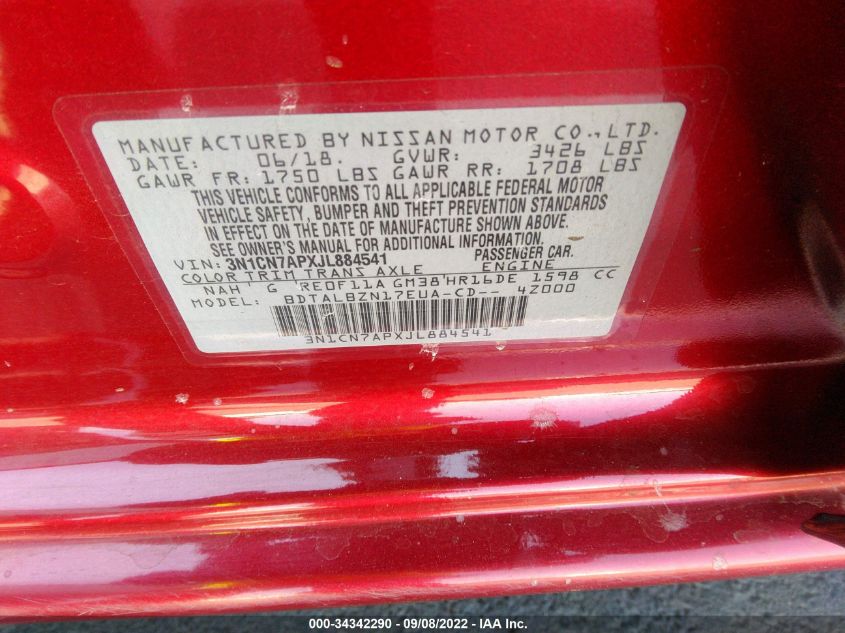 MANUFACTURED BY NISSAN MOTOR CO., LTD.
DATE: 06/18. GVWR: 3426 LBS
GAWR FR: 1750 LBS GAWR RR: 1708 LBS
THIS VEHICLE CONFORMS TO ALL APPLICABLE FEDERAL MOTOR
VEHICLE SAFETY, BUMPER AND THEFT PREVENTION STANDARDS
IN EFFECT ON THE DATE OF MANUFACTURE SHOWN ABOVE.
SEE OWNER'S MANUAL FOR ADDITIONAL INFORMATION.
VIN: 3N1CN7APXJL884541 PASSENGER CAR.
COLOR TRIM TRANS AXLE ENGINE
NAH G RE0F11A GM38 HR16DE 1598 CC
MODEL: BDTALBZN17EUA-CD-- 4Z000
3N1CN7APXJL884541
000-34342290 - 09/08/2022 - IAA Inc.